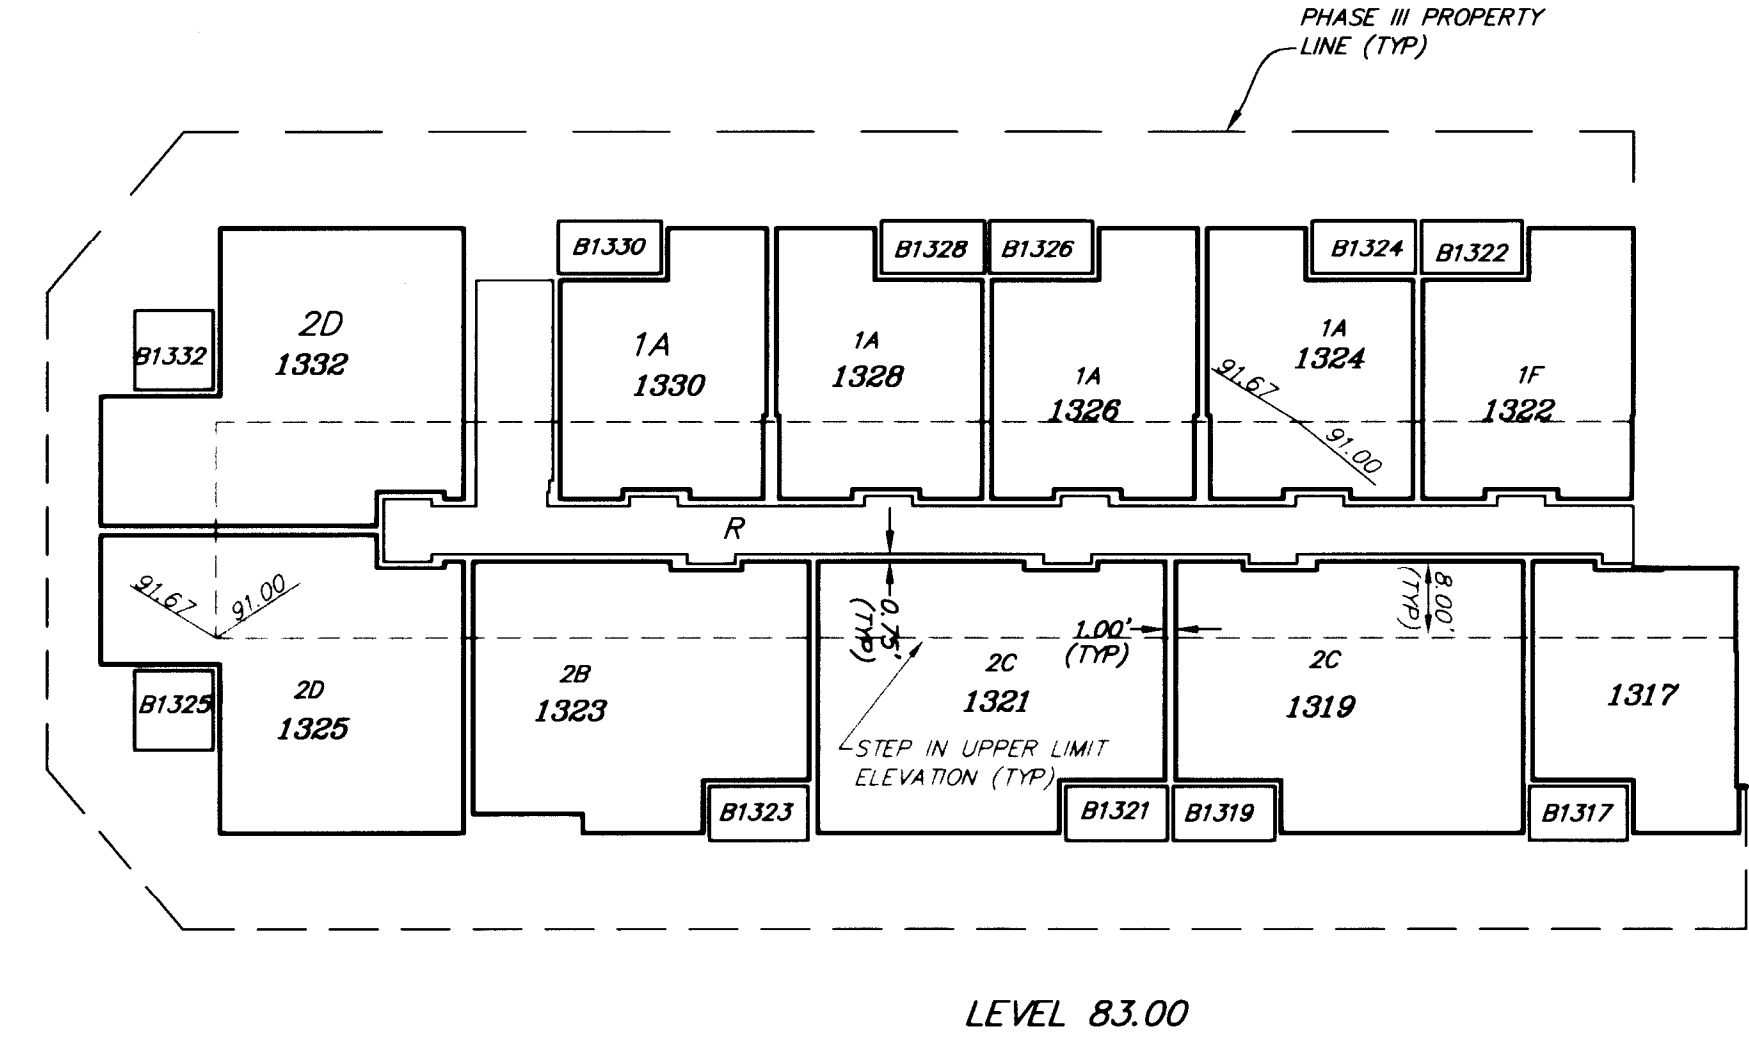 PHASE III PROPERTY
LINE (TYP)
B1330
B1328
B1326
B1324
B1322
B1332
2D
1332
1A
1330
1A
1328
1A
1326
1A
1324
91.67
91.00
1F
1322
R
91.67
91.00
0.75'
(TYP)
1.00'
(TYP)
8.00'
(TYP)
B1325
2D
1325
2B
1323
2C
1321
2C
1319
1317
STEP IN UPPER LIMIT
ELEVATION (TYP)
B1323
B1321
B1319
B1317
LEVEL 83.00